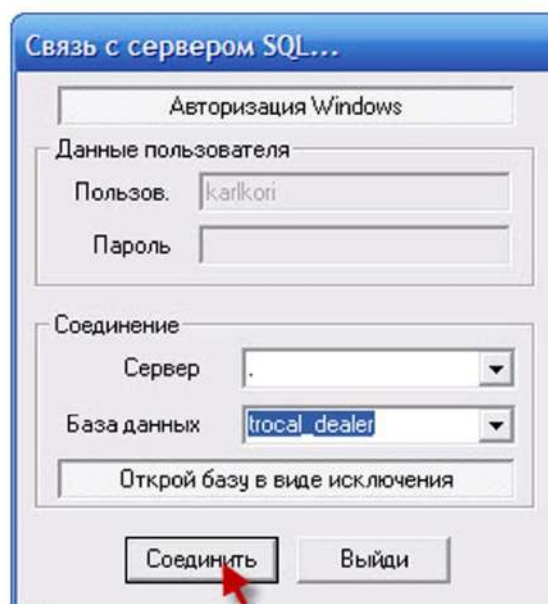 Связь с сервером SQL...
Авторизация Windows
Данные пользователя
Пользов. karlkori
Пароль
Соединение
Сервер .
База данных trocal_dealer
Открой базу в виде исключения
Соединить Выйди